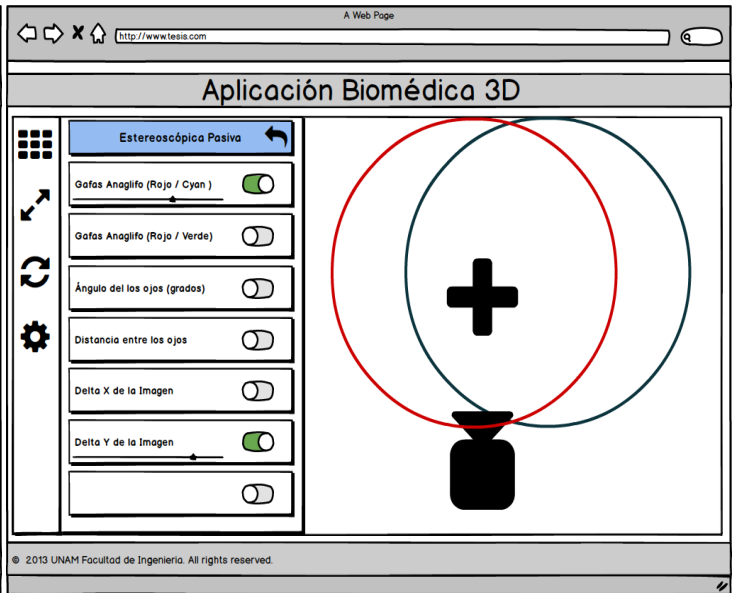 A Web Page
http://www.tesis.com
Aplicación Biomédica 3D
Estereoscópica Pasiva
Gafas Anaglifo (Rojo / Cyan )
Gafas Anaglifo (Rojo / Verde)
Ángulo del los ojos (grados)
Distancia entre los ojos
Delta X de la Imagen
Delta Y de la Imagen
© 2013 UNAM Facultad de Ingenieria. All rights reserved.